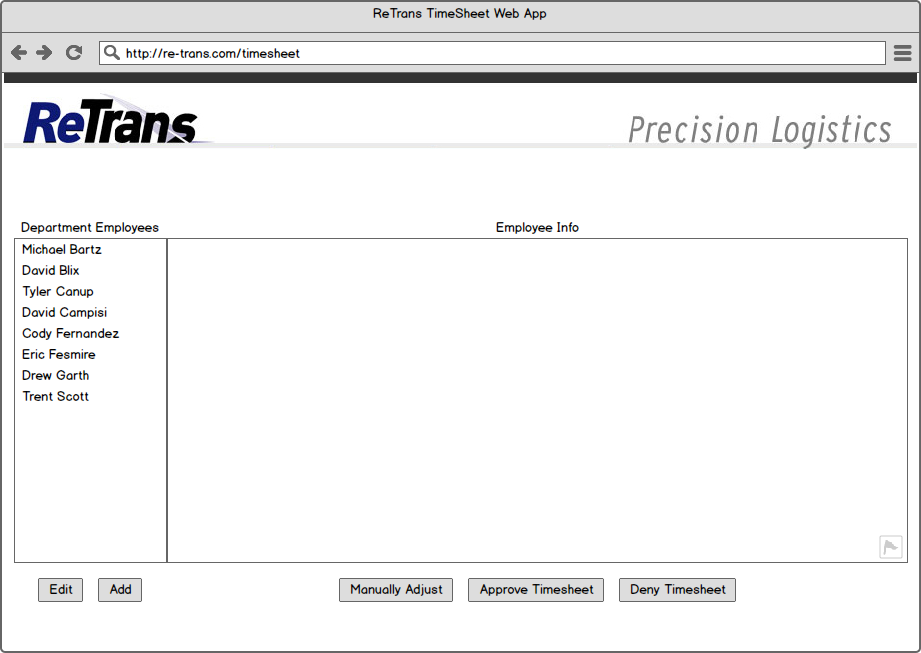 ReTrans TimeSheet Web App
http://re-trans.com/timesheet
ReTrans
Precision Logistics
Department Employees
Employee Info
Michael Bartz
David Blix
Tyler Canup
David Campisi
Cody Fernandez
Eric Fesmire
Drew Garth
Trent Scott
Edit
Add
Manually Adjust
Approve Timesheet
Deny Timesheet